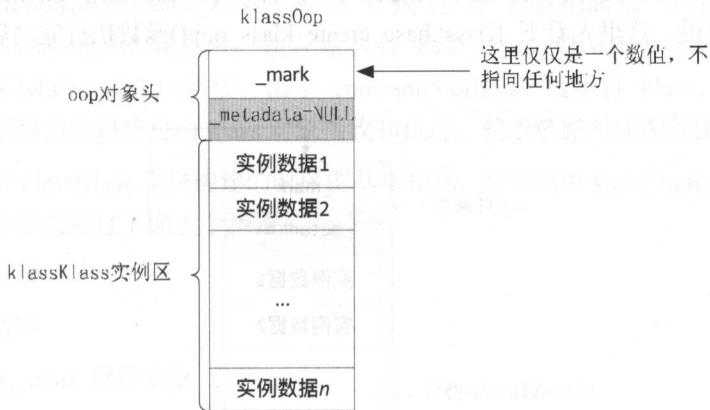 klassOop
_mark
这里仅仅是一个数值，不
指向任何地方
oop对象头
_metadata=NULL
实例数据1
实例数据2
klassKlass实例区
...
实例数据n